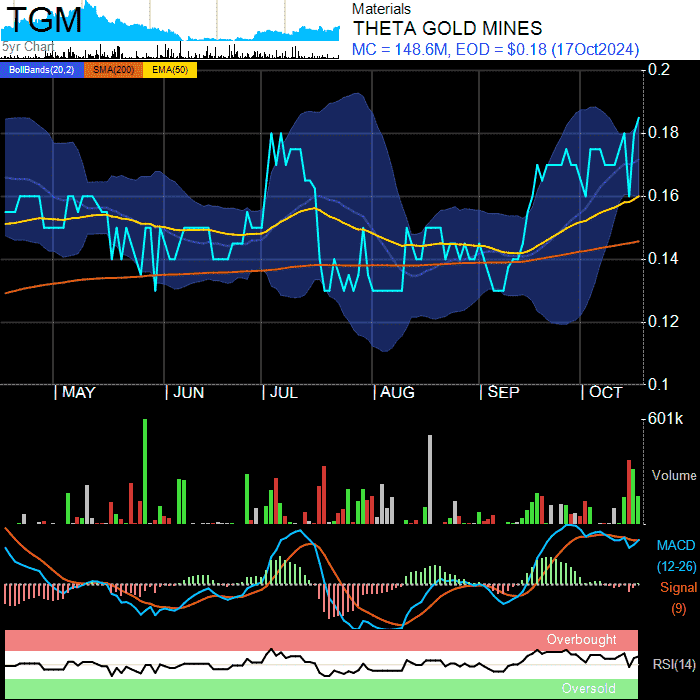 TGM
Materials
THETA GOLD MINES
5yr Chart
MC = 148.6M, EOD = $0.18 (17Oct2024)
BollBands(20,2) SMA(200) EMA(50)
0.2
0.18
0.16
0.14
0.12
0.1
MAY JUN JUL AUG SEP OCT
601k
Volume
MACD
(12-26)
Signal
(9)
Overbought
RSI(14)
Oversold